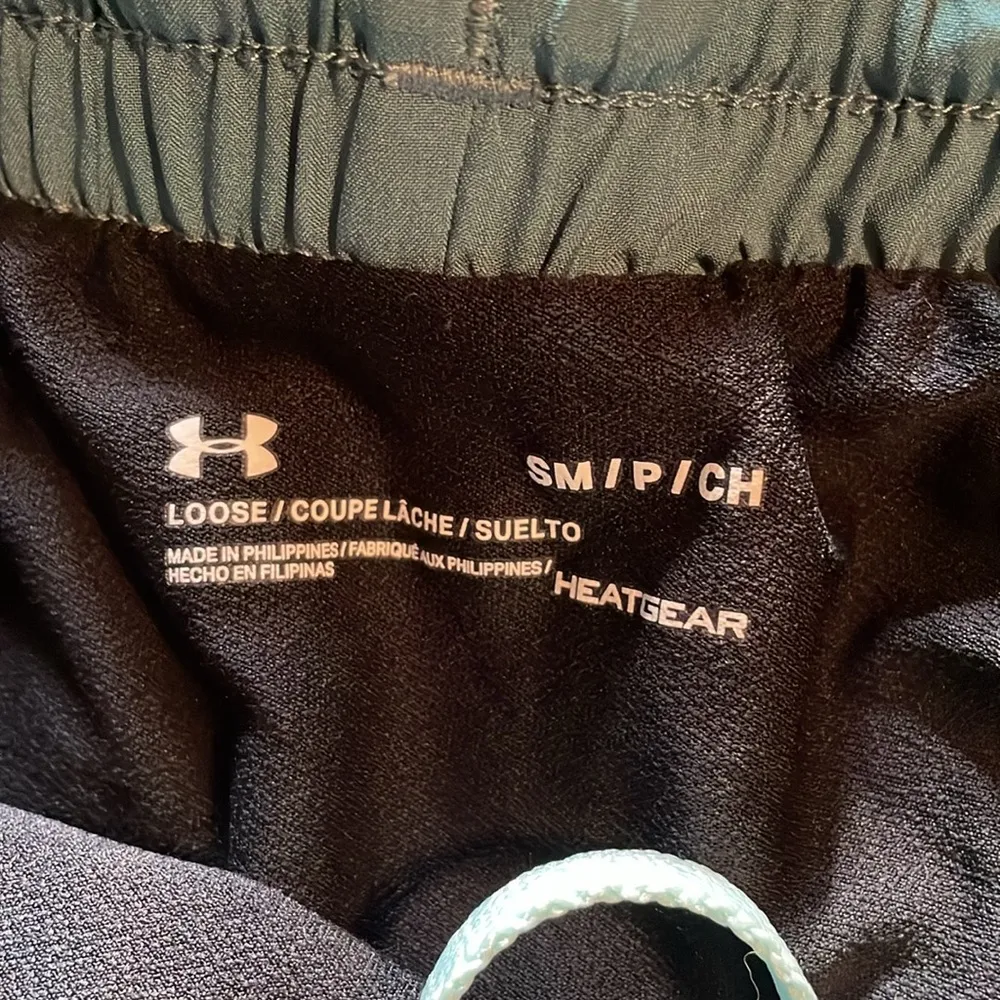 SM / P / CH
LOOSE / COUPE LÂCHE / SUELTO
MADE IN PHILIPPINES / FABRIQUÉ AUX PHILIPPINES /
HECHO EN FILIPINAS
HEATGEAR